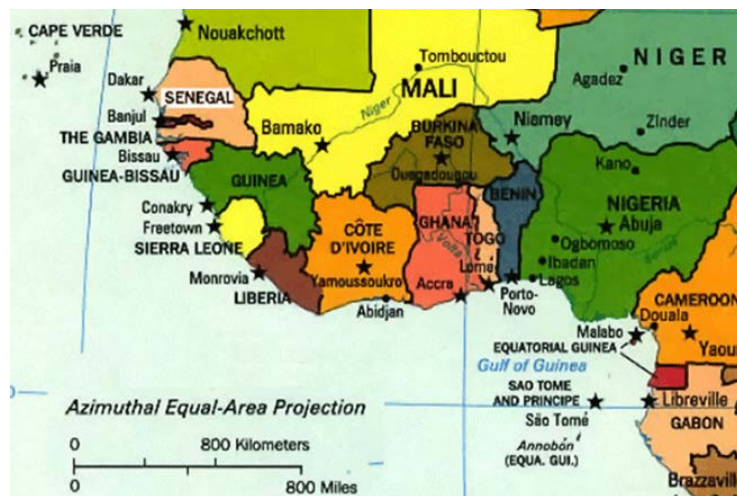 CAPE VERDE
Praia
Nouakchott
Dakar
SENEGAL
Banjul
THE GAMBIA
Bissau
GUINEA-BISSAU
Tombouctou
MALI
Niger
Bamako
NIGER
Agadez
Niamey
Zinder
BURKINA
FASO
Ouagadougou
GUINEA
Conakry
Freetown
SIERRA LEONE
Monrovia
LIBERIA
CÔTE
D'IVOIRE
Yamoussoukro
Abidjan
GHANA
Volta
Accra
TOGO
Lomé
BENIN
Porto-
Novo
Kano
NIGERIA
Abuja
Ogbomoso
Ibadan
Lagos
CAMEROON
Douala
Yaou
Malabo
EQUATORIAL GUINEA
Gulf of Guinea
SAO TOME
AND PRINCIPE
São Tomé
Libreville
GABON
Annobón
(EQUA. GUI.)
Brazzavill
Azimuthal Equal-Area Projection
0 800 Kilometers
0 800 Miles